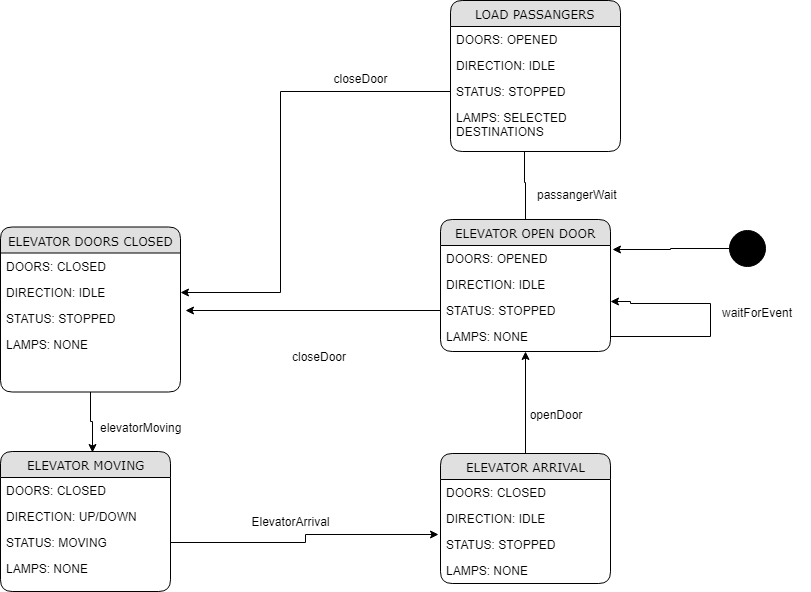 LOAD PASSANGERS
DOORS: OPENED
DIRECTION: IDLE
STATUS: STOPPED
LAMPS: SELECTED
DESTINATIONS
closeDoor
passangerWait
ELEVATOR OPEN DOOR
DOORS: OPENED
DIRECTION: IDLE
STATUS: STOPPED
LAMPS: NONE
waitForEvent
ELEVATOR DOORS CLOSED
DOORS: CLOSED
DIRECTION: IDLE
STATUS: STOPPED
LAMPS: NONE
closeDoor
elevatorMoving
openDoor
ELEVATOR MOVING
DOORS: CLOSED
DIRECTION: UP/DOWN
STATUS: MOVING
LAMPS: NONE
ElevatorArrival
ELEVATOR ARRIVAL
DOORS: CLOSED
DIRECTION: IDLE
STATUS: STOPPED
LAMPS: NONE